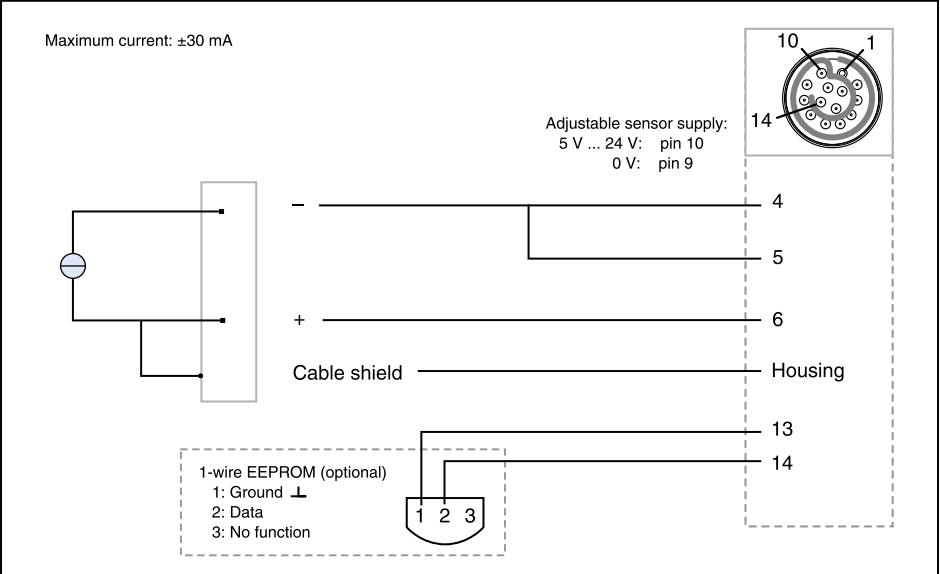 Maximum current: ±30 mA
10 1
14
Adjustable sensor supply:
5 V ... 24 V: pin 10
0 V: pin 9
– 4
5
+ 6
Cable shield Housing
13
14
1-wire EEPROM (optional)
1: Ground ⊥
2: Data
3: No function
1 2 3